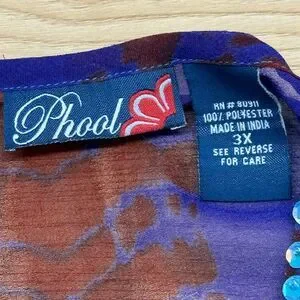 Phool
RN # 80911
100% POLYESTER
MADE IN INDIA
3X
SEE REVERSE
FOR CARE